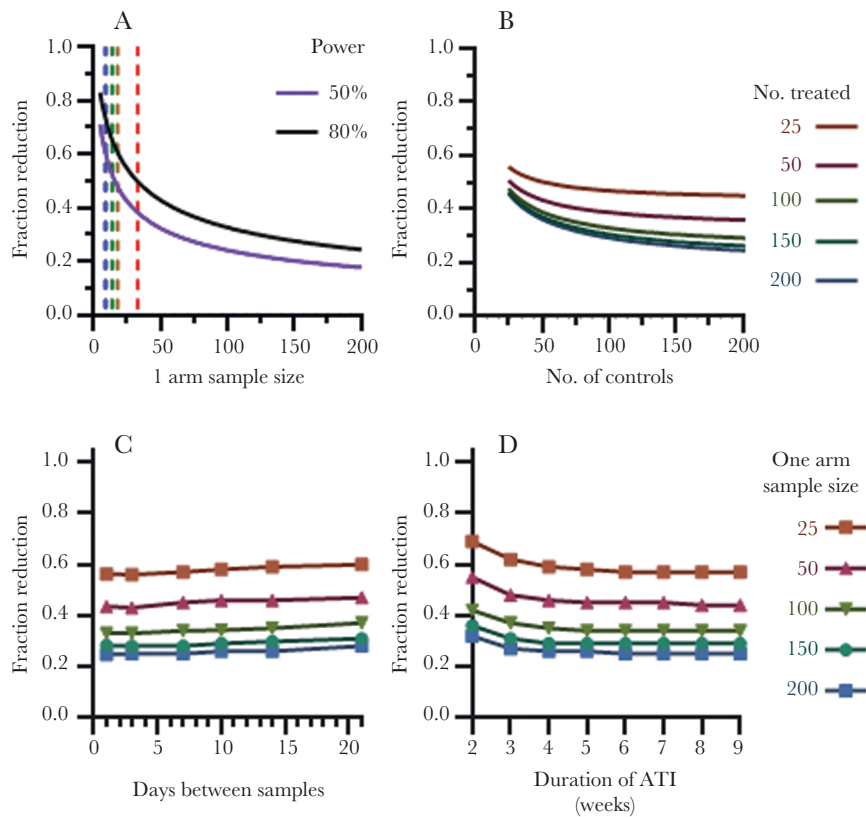 A
Power
50%
80%
Fraction reduction
1.0
0.8
0.6
0.4
0.2
0.0
0 50 100 150 200
1 arm sample size
B
No. treated
25
50
100
150
200
Fraction reduction
1.0
0.8
0.6
0.4
0.2
0.0
0 50 100 150 200
No. of controls
C
Fraction reduction
1.0
0.8
0.6
0.4
0.2
0.0
0 5 10 15 20
Days between samples
D
One arm
sample size
25
50
100
150
200
Fraction reduction
1.0
0.8
0.6
0.4
0.2
0.0
2 3 4 5 6 7 8 9
Duration of ATI
(weeks)